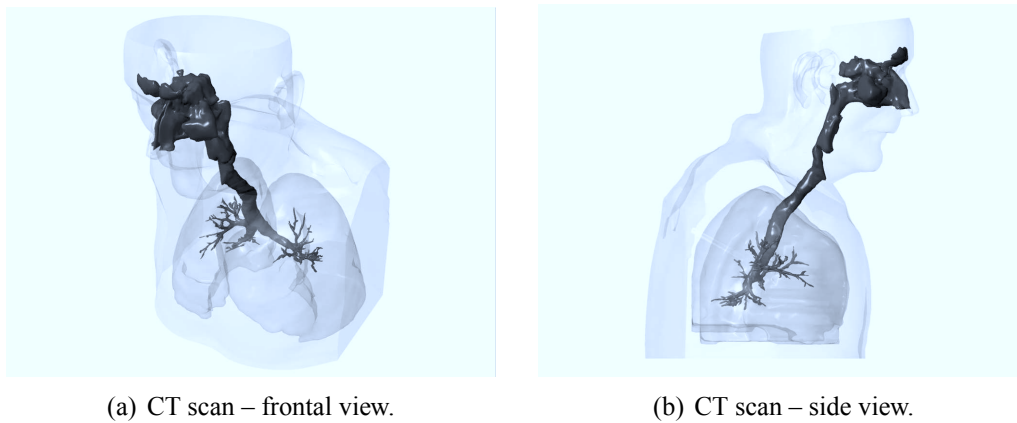 (a) CT scan – frontal view.
(b) CT scan – side view.